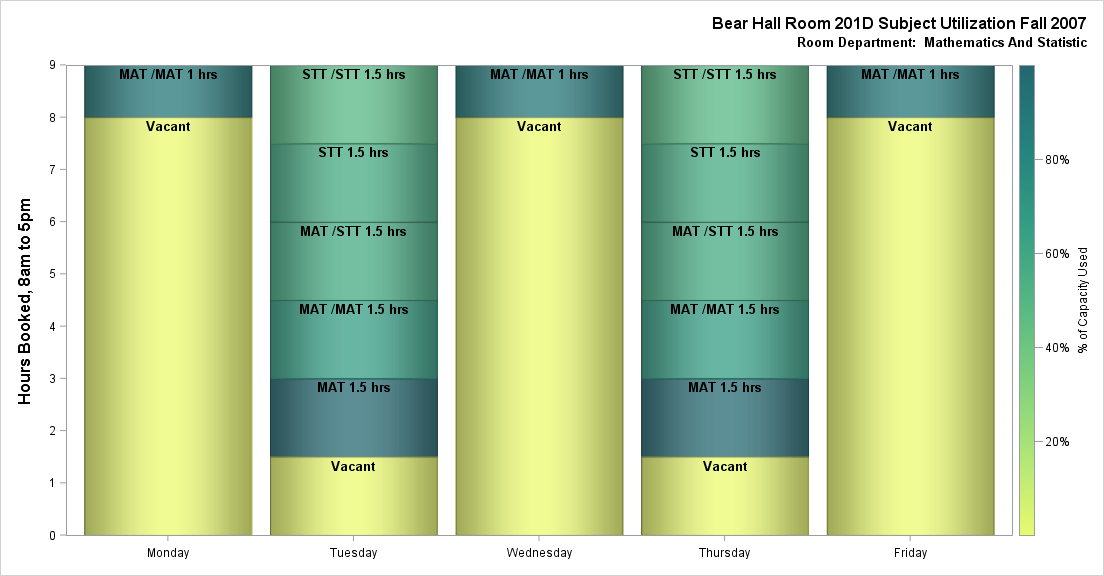 Bear Hall Room 201D Subject Utilization Fall 2007
Room Department:  Mathematics And Statistic
Hours Booked, 8am to 5pm
9
8
7
6
5
4
3
2
1
0
MAT /MAT 1 hrs
Vacant
STT /STT 1.5 hrs
STT 1.5 hrs
MAT /STT 1.5 hrs
MAT /MAT 1.5 hrs
MAT 1.5 hrs
Vacant
MAT /MAT 1 hrs
Vacant
STT /STT 1.5 hrs
STT 1.5 hrs
MAT /STT 1.5 hrs
MAT /MAT 1.5 hrs
MAT 1.5 hrs
Vacant
MAT /MAT 1 hrs
Vacant
Monday
Tuesday
Wednesday
Thursday
Friday
80%
60%
40%
20%
% of Capacity Used